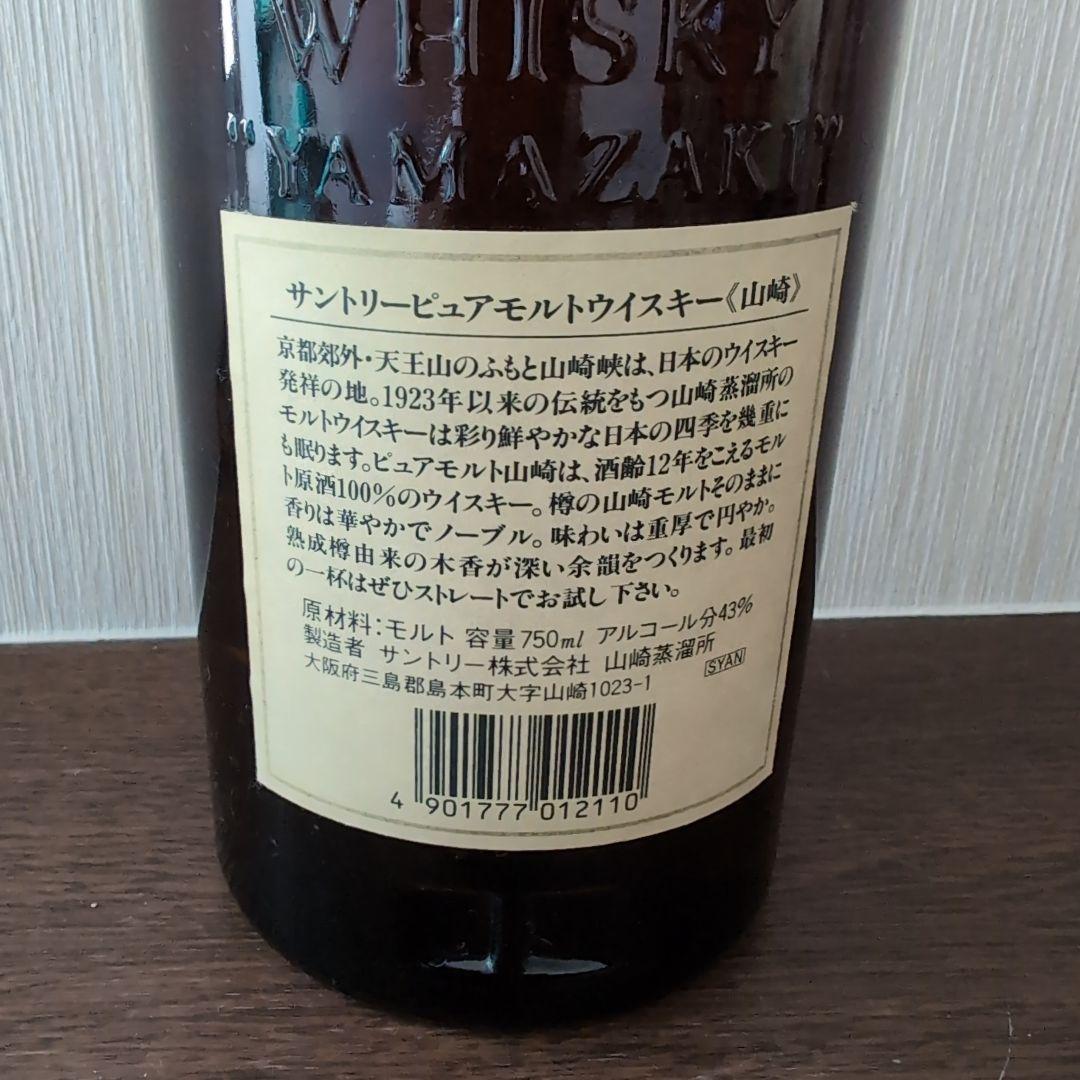 WHISKY
"YAMAZAKI"
サントリーピュアモルトウイスキー《山崎》
京都郊外・天王山のふもと山崎峡は、日本のウイスキー
発祥の地。1923年以来の伝統をもつ山崎蒸溜所の
モルトウイスキーは彩り鮮やかな日本の四季を幾重に
も眠ります。ピュアモルト山崎は、酒齢12年をこえるモル
ト原酒100%のウイスキー。樽の山崎モルトそのままに
香りは華やかでノーブル。味わいは重厚で円やか。
熟成樽由来の木香が深い余韻をつくります。最初
の一杯はぜひストレートでお試し下さい。
原材料:モルト 容量750ml アルコール分43%
製造者 サントリー株式会社 山崎蒸溜所
大阪府三島郡島本町大字山崎1023-1 SYAN
4 901777 012110